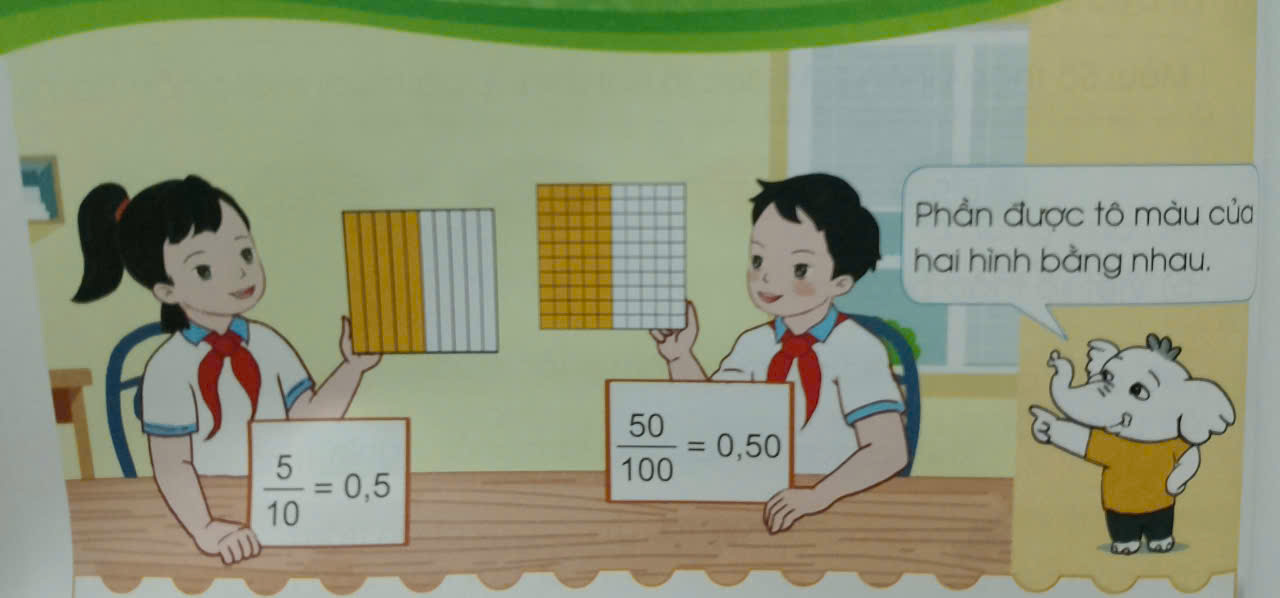 Phần được tô màu của
hai hình bằng nhau.
5/10 = 0,5
50/100 = 0,50